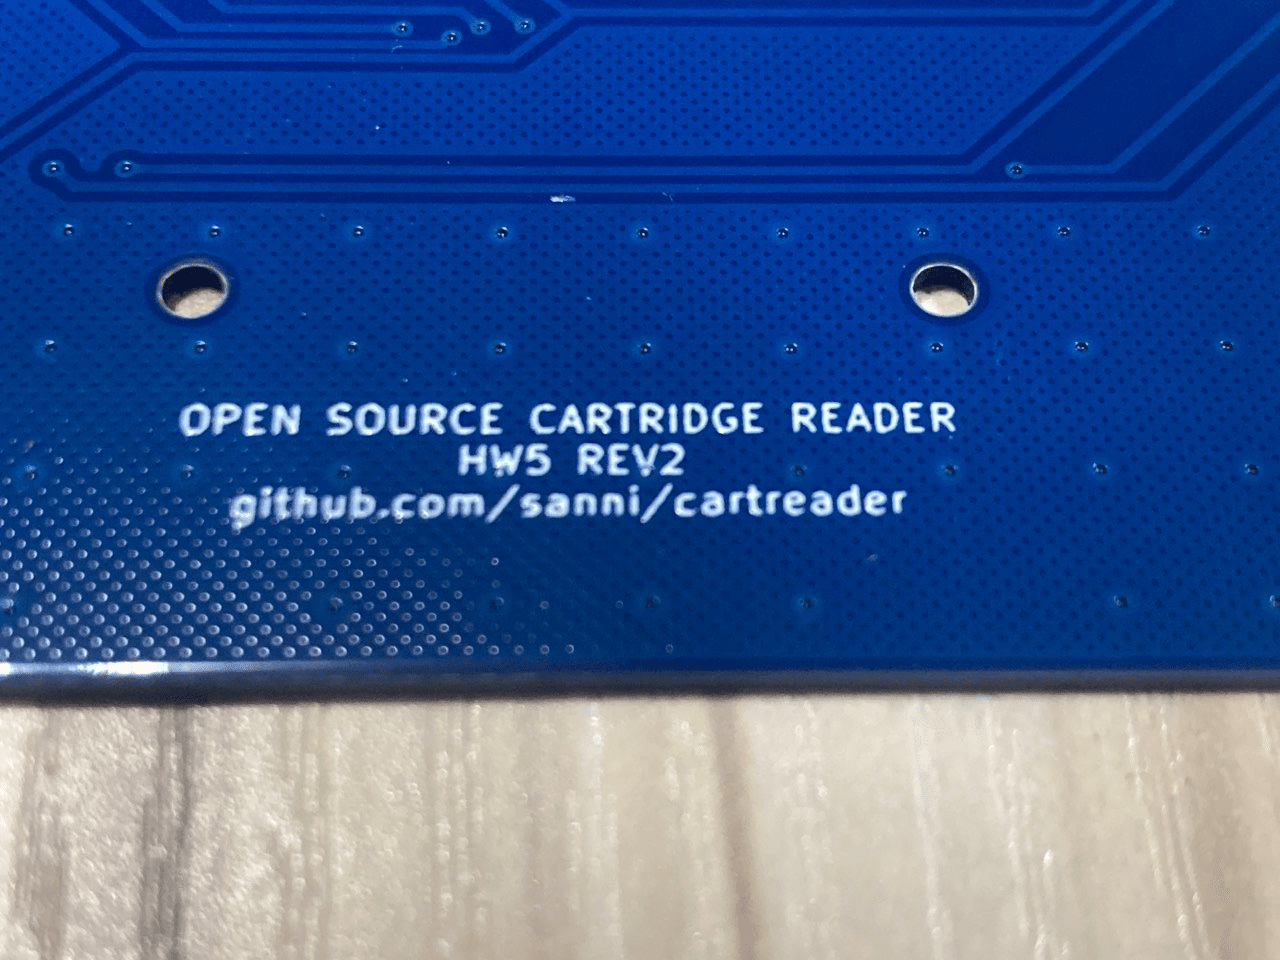 OPEN SOURCE CARTRIDGE READER
HW5 REV2
github.com/sanni/cartreader